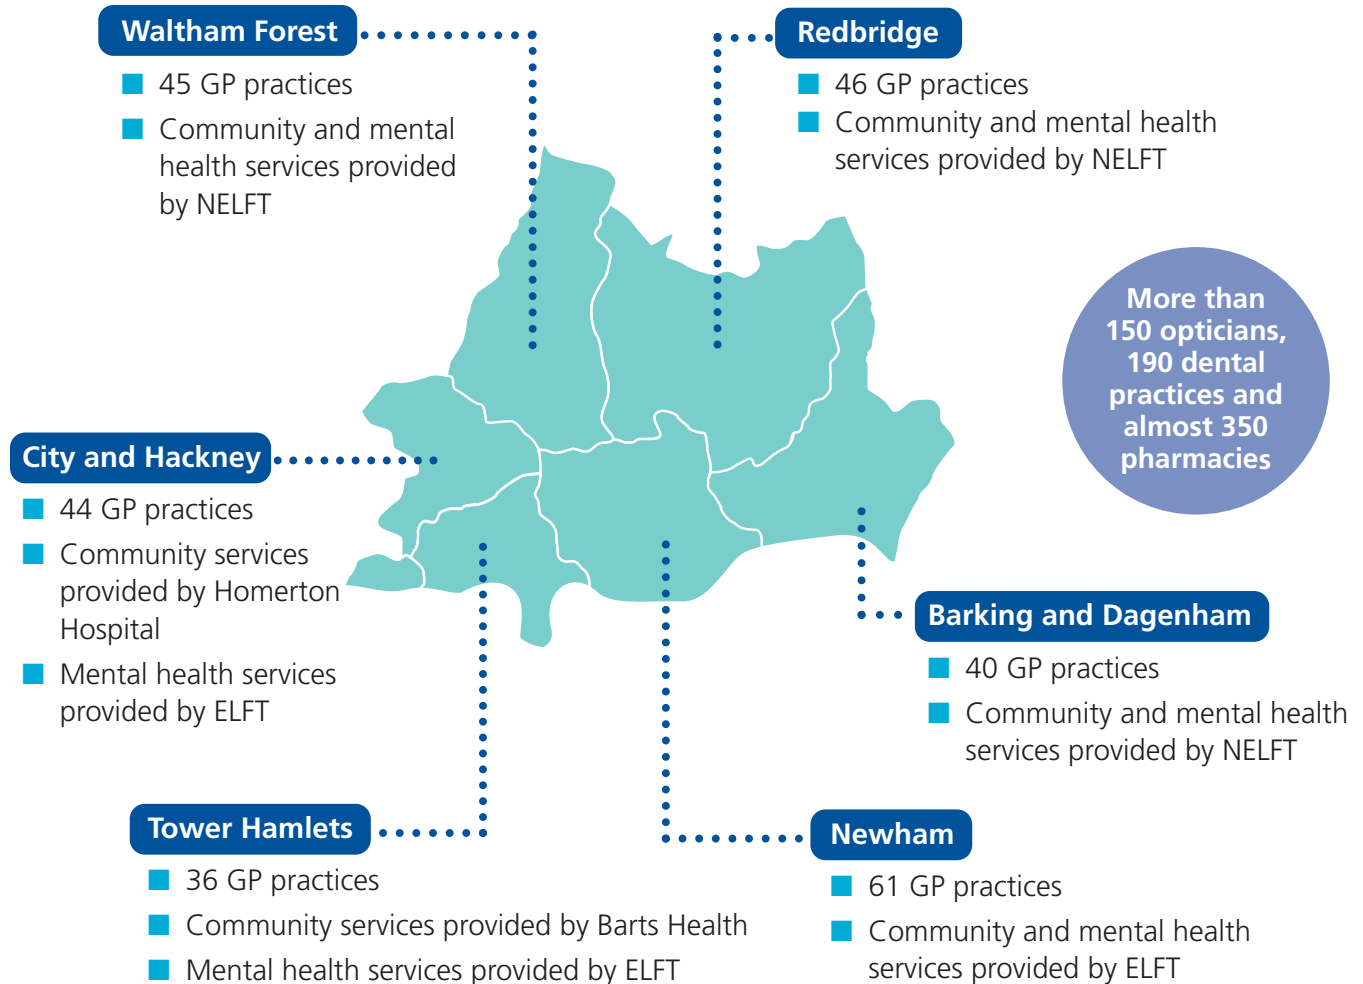 Waltham Forest
45 GP practices
Community and mental
health services provided
by NELFT
Redbridge
46 GP practices
Community and mental health
services provided by NELFT
More than
150 opticians,
190 dental
practices and
almost 350
pharmacies
City and Hackney
44 GP practices
Community services
provided by Homerton
Hospital
Mental health services
provided by ELFT
Barking and Dagenham
40 GP practices
Community and mental health
services provided by NELFT
Tower Hamlets
36 GP practices
Community services provided by Barts Health
Mental health services provided by ELFT
Newham
61 GP practices
Community and mental health
services provided by ELFT